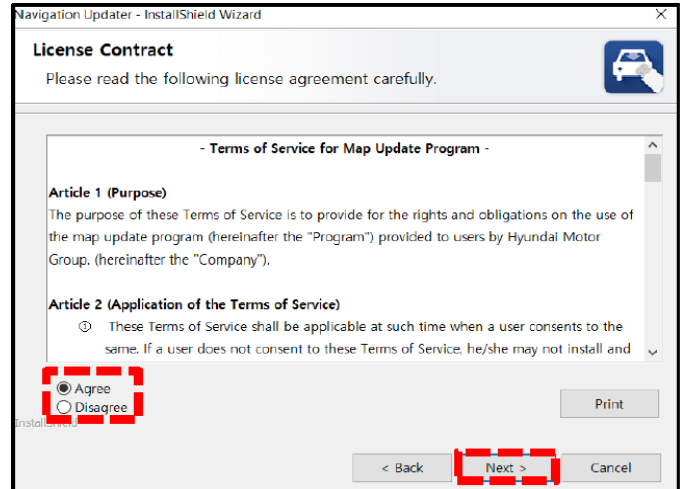 Navigation Updater - InstallShield Wizard
License Contract
Please read the following license agreement carefully.
- Terms of Service for Map Update Program -
Article 1 (Purpose)
The purpose of these Terms of Service is to provide for the rights and obligations on the use of
the map update program (hereinafter the "Program") provided to users by Hyundai Motor
Group. (hereinafter the "Company").
Article 2 (Application of the Terms of Service)
① These Terms of Service shall be applicable at such time when a user consents to the
same. If a user does not consent to these Terms of Service, he/she may not install and
Agree
Disagree
InstallShield
Print
< Back
Next >
Cancel